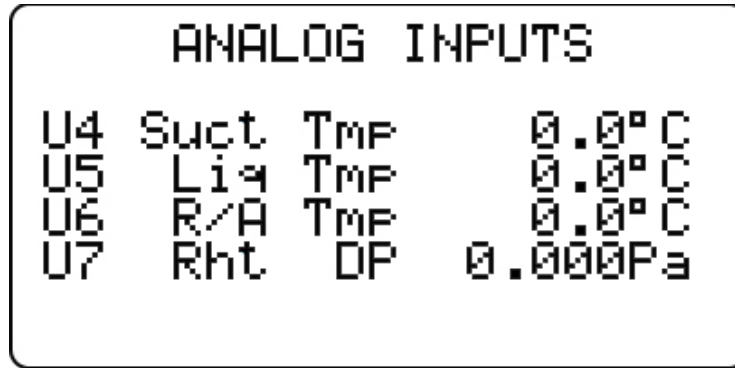 ANALOG INPUTS
U4 Suct Tmp 0.0°C
U5 Liq Tmp 0.0°C
U6 R/A Tmp 0.0°C
U7 Rht DP 0.000Pa